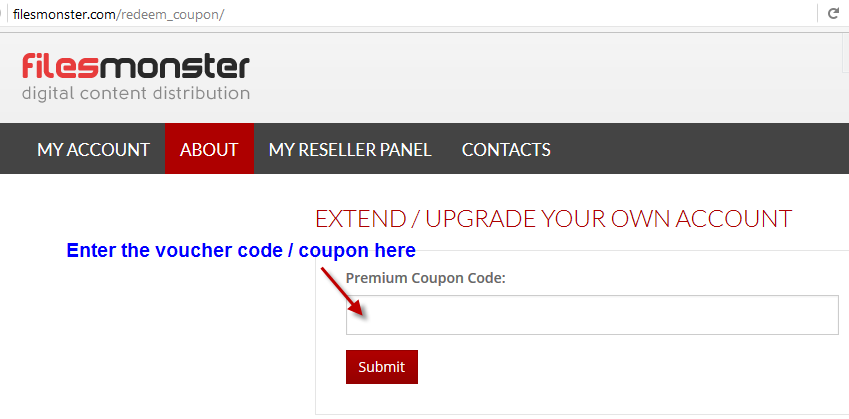 filesmonster.com/redeem_coupon/
filesmonster
digital content distribution
MY ACCOUNT ABOUT MY RESELLER PANEL CONTACTS
EXTEND / UPGRADE YOUR OWN ACCOUNT
Enter the voucher code / coupon here
Premium Coupon Code:
Submit